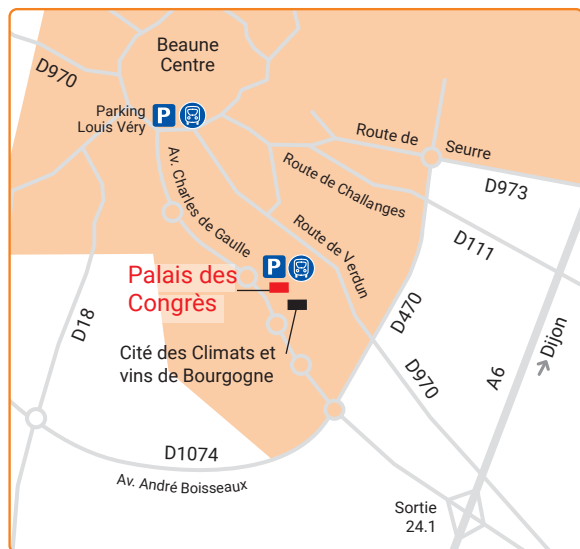 Beaune
Centre
D970
Parking
Louis Véry
P
Route de
Seurre
Av. Charles de Gaulle
Route de Challanges
D973
Route de Verdun
D111
P
Palais des
Congrès
D18
D470
Dijon
Cité des Climats et
vins de Bourgogne
D970
A6
D1074
Av. André Boisseaux
Sortie
24.1